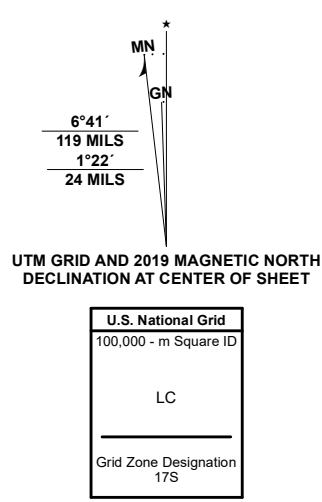 ★
MN
GN
6°41´
119 MILS
1°22´
24 MILS
UTM GRID AND 2019 MAGNETIC NORTH
DECLINATION AT CENTER OF SHEET
U.S. National Grid
100,000 - m Square ID
LC
Grid Zone Designation
17S